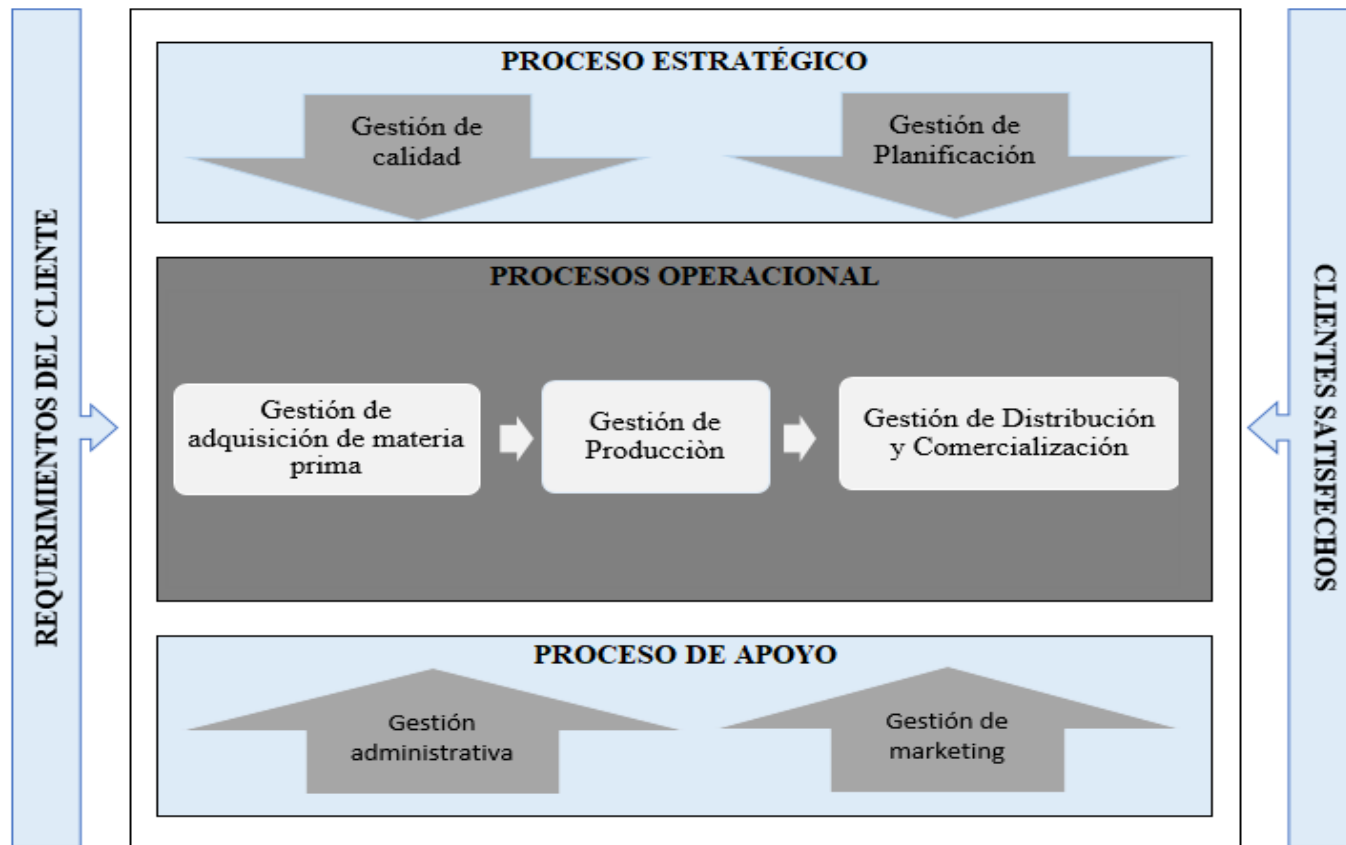 REQUERIMIENTOS DEL CLIENTE
PROCESO ESTRATÉGICO
Gestión de
calidad
Gestión de
Planificación
PROCESOS OPERACIONAL
Gestión de
adquisición de materia
prima
Gestión de
Producciòn
Gestión de Distribución
y Comercialización
PROCESO DE APOYO
Gestión
administrativa
Gestión de
marketing
CLIENTES SATISFECHOS